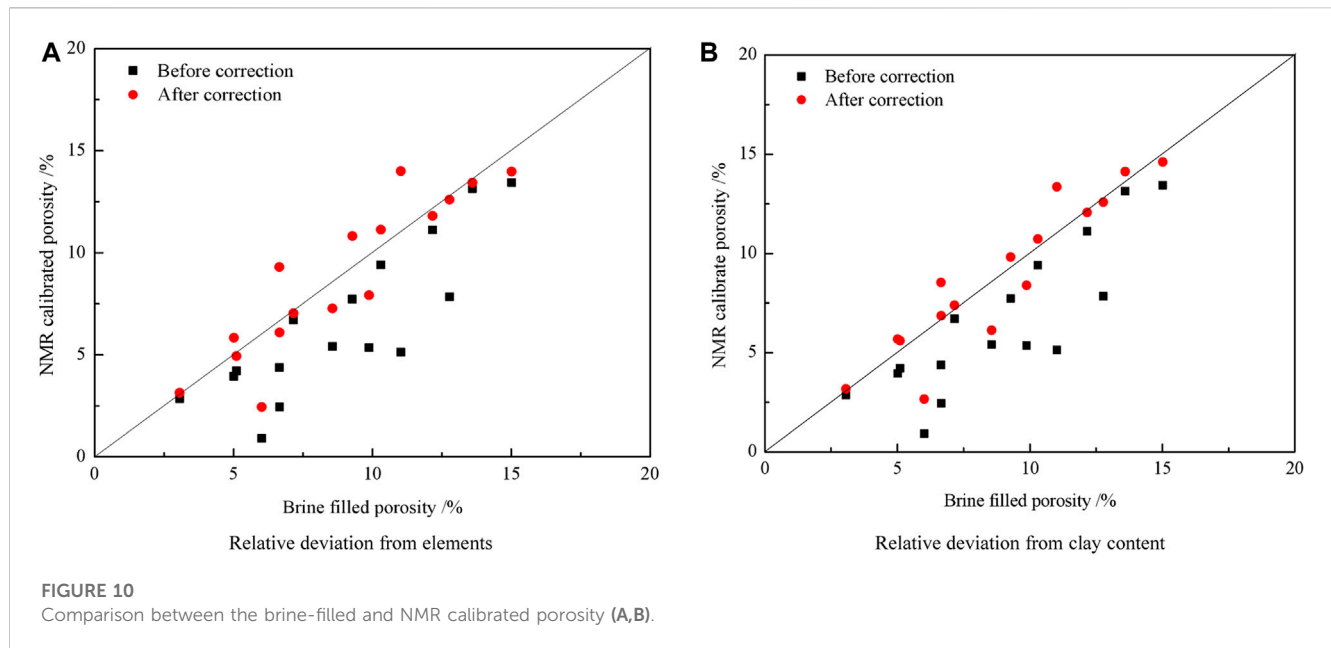 A
20
15
10
5
0
NMR calibrated porosity /%
Before correction
After correction
0 5 10 15 20
Brine filled porosity /%
Relative deviation from elements
B
20
15
10
5
0
NMR calibrate porosity /%
Before correction
After correction
0 5 10 15 20
Brine filled porosity /%
Relative deviation from clay content
FIGURE 10
Comparison between the brine-filled and NMR calibrated porosity (A,B).